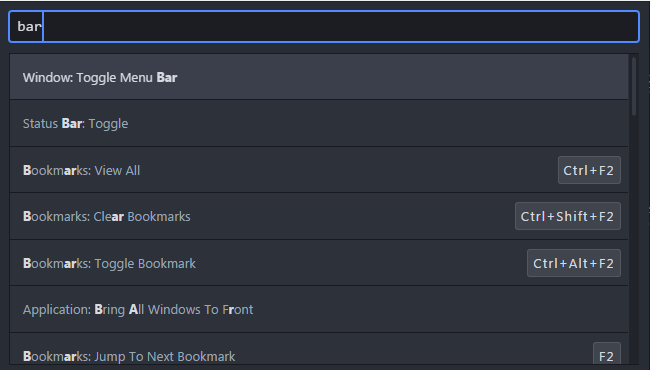 bar
Window: Toggle Menu Bar
Status Bar: Toggle
Bookmarks: View All Ctrl+F2
Bookmarks: Clear Bookmarks Ctrl+Shift+F2
Bookmarks: Toggle Bookmark Ctrl+Alt+F2
Application: Bring All Windows To Front
Bookmarks: Jump To Next Bookmark F2